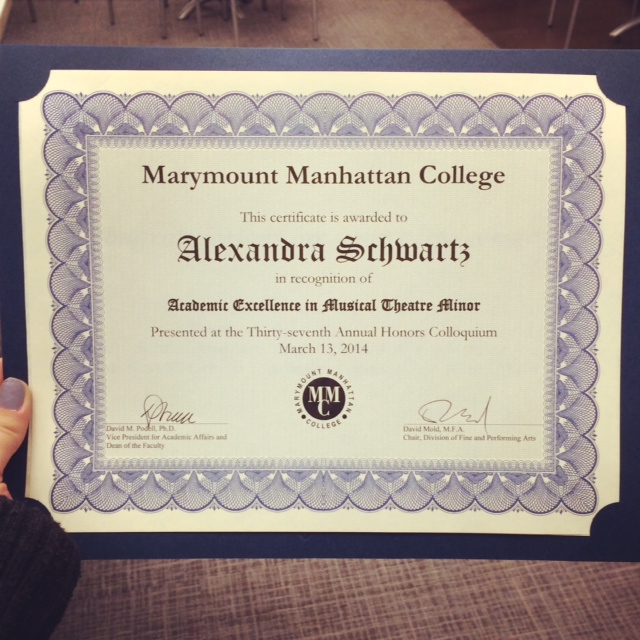 Marymount Manhattan College
This certificate is awarded to
Alexandra Schwartz
in recognition of
Academic Excellence in Musical Theatre Minor
Presented at the Thirty-seventh Annual Honors Colloquium
March 13, 2014
MARYMOUNT MANHATTAN
MMC
COLLEGE
David M. Podell, Ph.D.
Vice President for Academic Affairs and
Dean of the Faculty
David Mold, M.F.A.
Chair, Division of Fine and Performing Arts